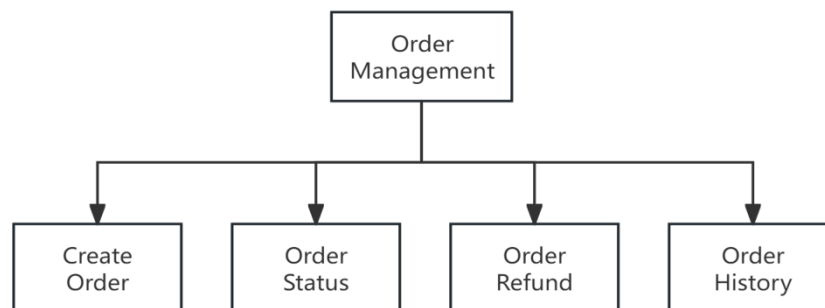 Order
Management
Create
Order
Order
Status
Order
Refund
Order
History